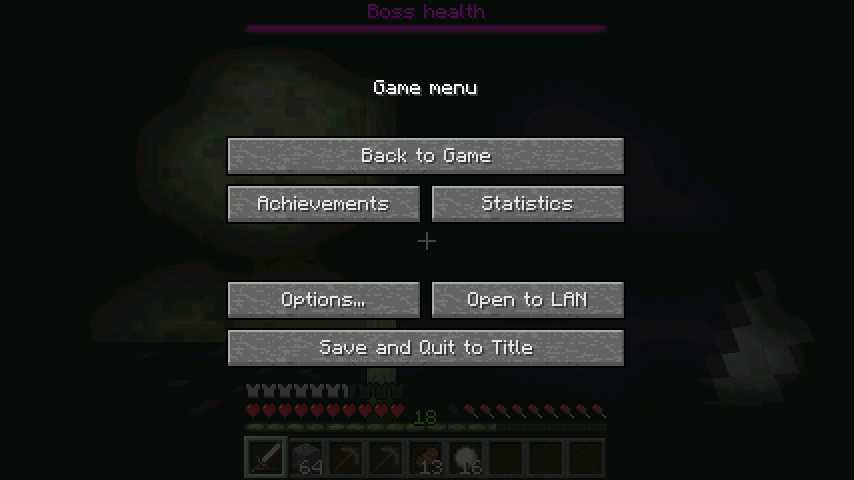 Boss health
Game menu
Back to Game
Achievements
Statistics
Options...
Open to LAN
Save and Quit to Title
18
64
13
16